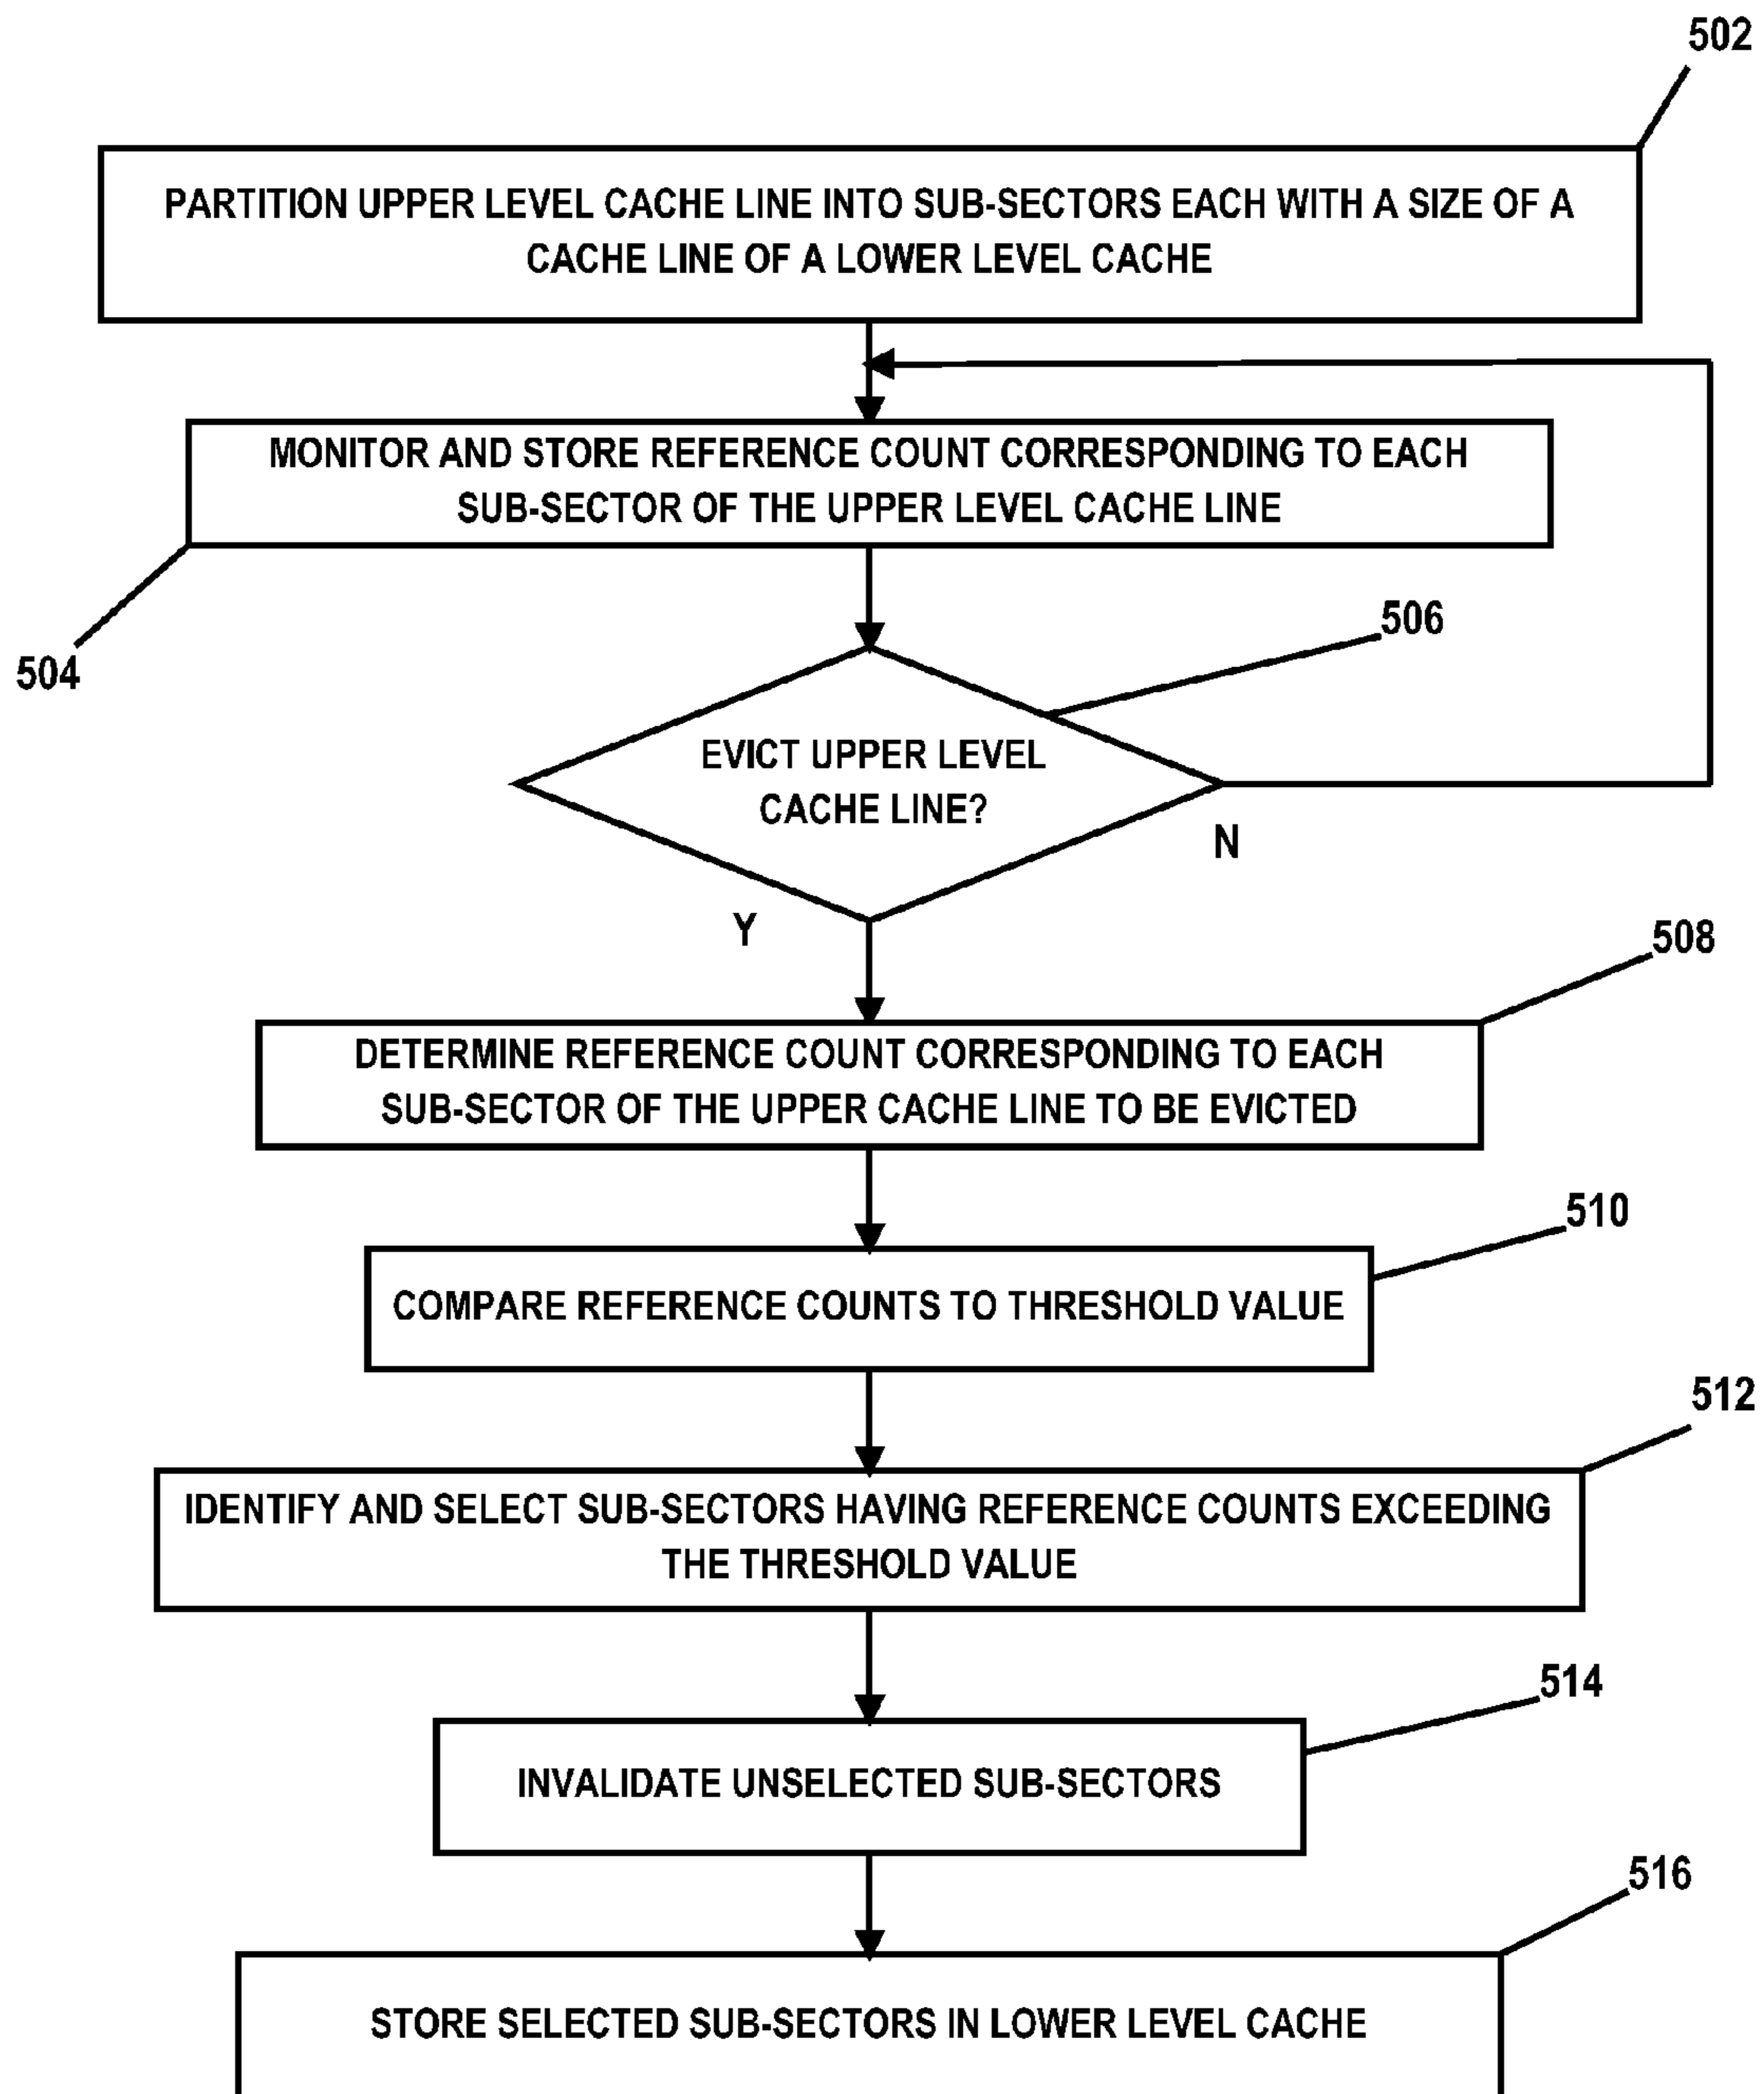 502
PARTITION UPPER LEVEL CACHE LINE INTO SUB-SECTORS EACH WITH A SIZE OF A
CACHE LINE OF A LOWER LEVEL CACHE
MONITOR AND STORE REFERENCE COUNT CORRESPONDING TO EACH
SUB-SECTOR OF THE UPPER LEVEL CACHE LINE
504
506
EVICT UPPER LEVEL
CACHE LINE?
N
Y
508
DETERMINE REFERENCE COUNT CORRESPONDING TO EACH
SUB-SECTOR OF THE UPPER CACHE LINE TO BE EVICTED
510
COMPARE REFERENCE COUNTS TO THRESHOLD VALUE
512
IDENTIFY AND SELECT SUB-SECTORS HAVING REFERENCE COUNTS EXCEEDING
THE THRESHOLD VALUE
514
INVALIDATE UNSELECTED SUB-SECTORS
516
STORE SELECTED SUB-SECTORS IN LOWER LEVEL CACHE